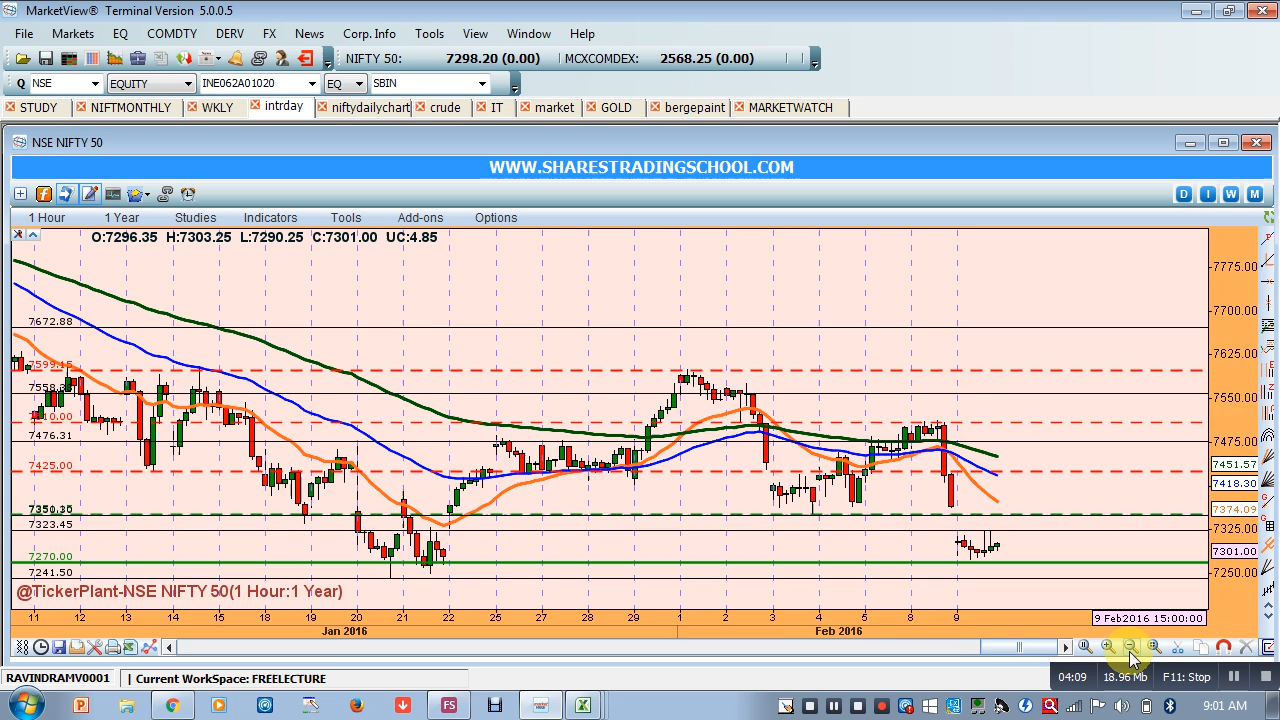 MarketView® Terminal Version 5.0.0.5
File Markets EQ COMDTY DERV FX News Corp. Info Tools View Window Help
NIFTY 50: 7298.20 (0.00) MCXCOMDEX: 2568.25 (0.00)
Q NSE EQUITY INE062A01020 EQ SBIN
STUDY NIFTMONTHLY WKLY intrday niftydailychart crude IT market GOLD bergepaint MARKETWATCH
NSE NIFTY 50
WWW.SHARESTRADINGSCHOOL.COM
D I W M
1 Hour 1 Year Studies Indicators Tools Add-ons Options
O:7296.35 H:7303.25 L:7290.25 C:7301.00 UC:4.85
7775.00
7700.00
7672.88
7625.00
7599.15
7550.00
7476.31
7475.00
7425.00
7451.57
7418.30
7374.09
7323.45
7325.00
7301.00
7270.00
7250.00
7241.50
@TickerPlant-NSE NIFTY 50(1 Hour:1 Year)
11 12 13 14 15 18 19 20 21 22 25 27 28 29 1 2 3 4 5 8 9
9 Feb2016 15:00:00
Jan 2016 Feb 2016
RAVINDRAMV0001 | Current WorkSpace: FREELECTURE
04:09 18.96 Mb F11: Stop
9:01 AM